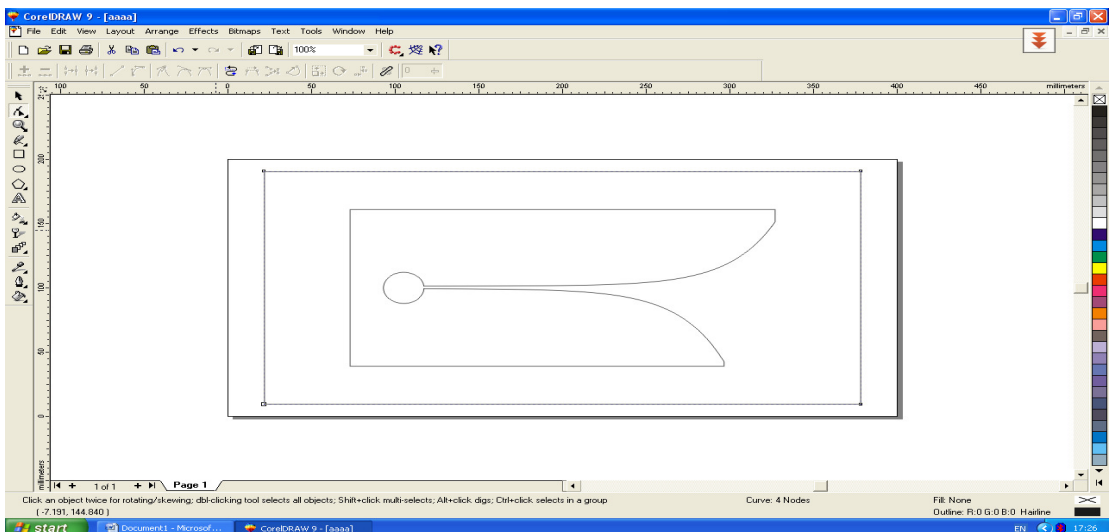 CorelDRAW 9 - [aaaa]
File Edit View Layout Arrange Effects Bitmaps Text Tools Window Help
100%
0
100 50 0 50 100 150 200 250 300 350 400 450 millimeters
200
150
100
50
0
millimeters
1 of 1 Page 1
Click an object twice for rotating/skewing; dbl-clicking tool selects all objects; Shift+click multi-selects; Alt+click digs; Ctrl+click selects in a group Curve: 4 Nodes Fill: None
( -7.191, 144.840 ) Outline: R:0 G:0 B:0 Hairline
start Document1 - Microsof... CorelDRAW 9 - [aaaa] EN 17:26